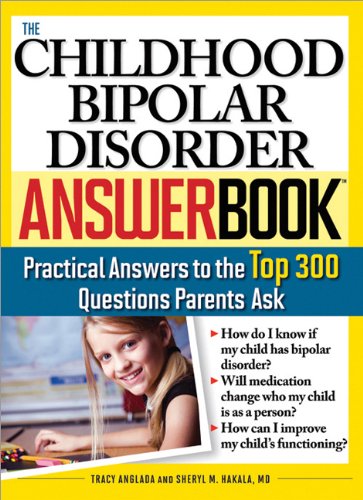 THE
CHILDHOOD
BIPOLAR
DISORDER
ANSWER BOOK™
Practical Answers to the Top 300
Questions Parents Ask
How do I know if
my child has bipolar
disorder?
Will medication
change who my child
is as a person?
How can I improve
my child's functioning?
TRACY ANGLADA AND SHERYL M. HAKALA, MD